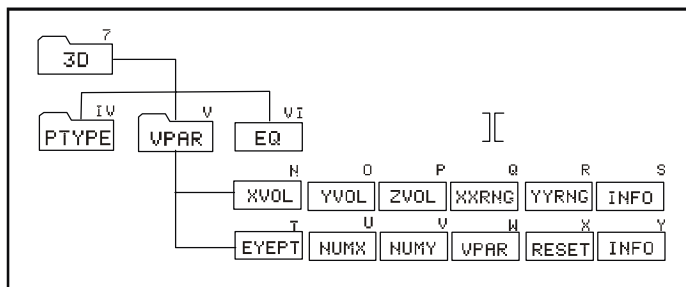 7
3D
IV V VI
PTYPE VPAR EQ
][
N O P Q R S
XVOL YVOL ZVOL XXRNG YYRNG INFO
T U V W X Y
EYEPT NUMX NUMY VPAR RESET INFO